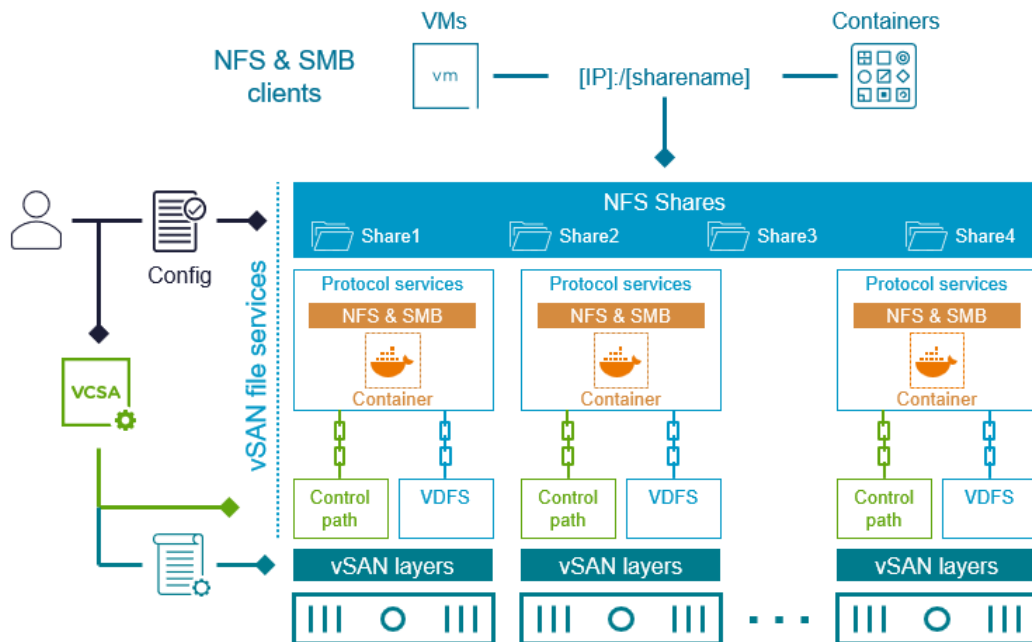 VMs
Containers
NFS & SMB
clients
vm
[IP]:/[sharename]
NFS Shares
Share1
Share2
Share3
Share4
Config
vSAN file services
VCSA
Protocol services
NFS & SMB
Container
Protocol services
NFS & SMB
Container
Protocol services
NFS & SMB
Container
Control
path
VDFS
Control
path
VDFS
Control
path
VDFS
vSAN layers
vSAN layers
vSAN layers